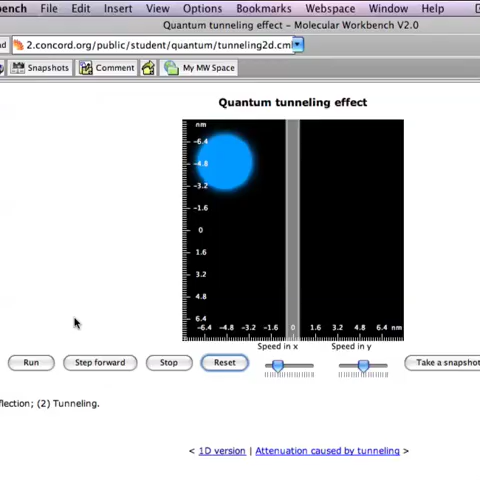 bench File Edit Insert View Options Bookmarks Webspace Window Help
Quantum tunneling effect – Molecular Workbench V2.0
2.concord.org/public/student/quantum/tunneling2d.cml
Snapshots Comment My MW Space
Quantum tunneling effect
nm
-6.4
-4.8
-3.2
-1.6
0
1.6
3.2
4.8
6.4
-6.4 -4.8 -3.2 -1.6 0 1.6 3.2 4.8 6.4 nm
Speed in x Speed in y
Run Step forward Stop Reset Take a snapshot
flection; (2) Tunneling.
< 1D version | Attenuation caused by tunneling >